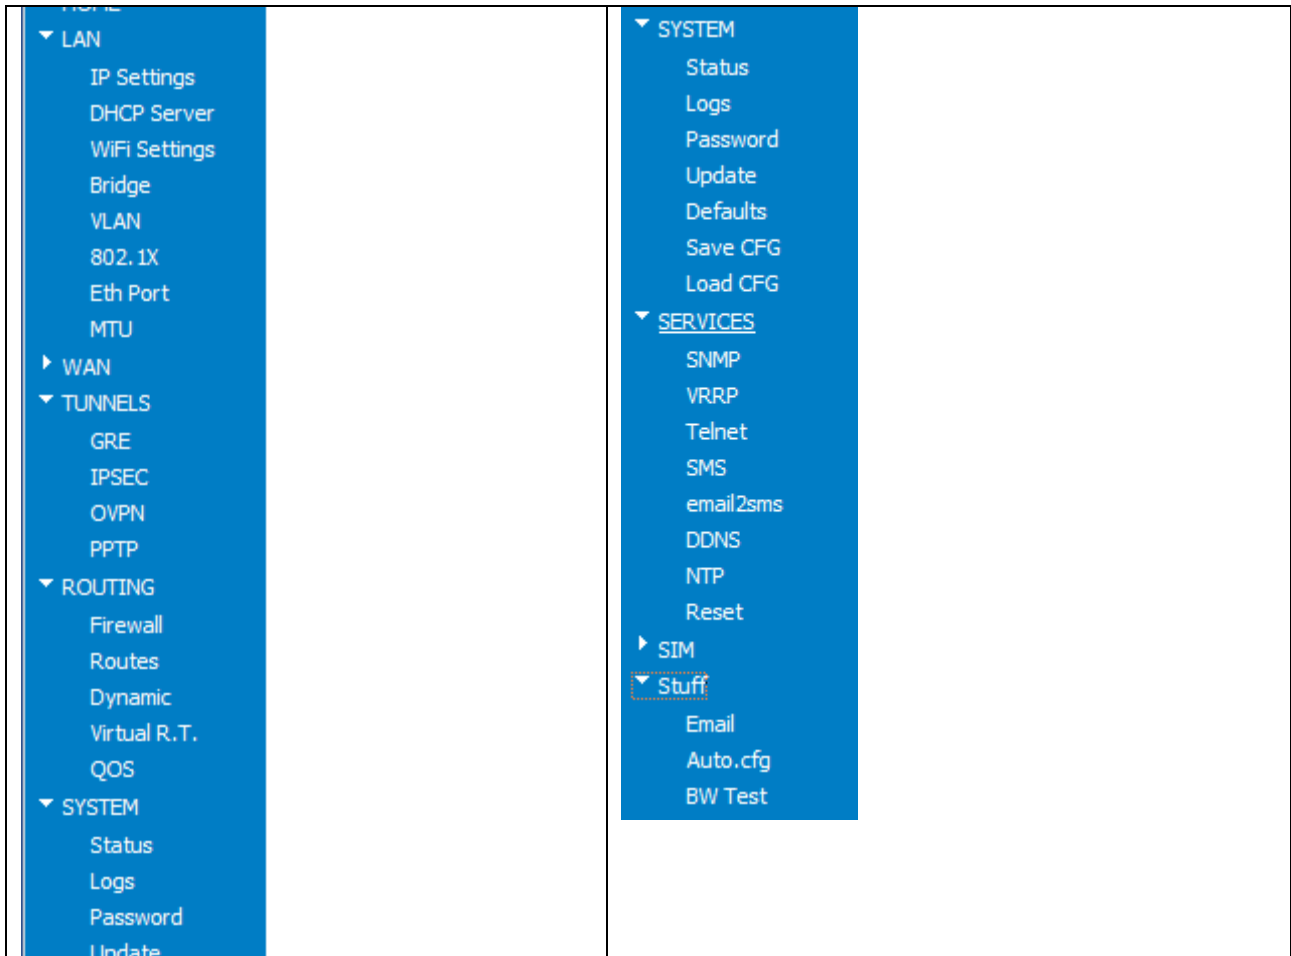 HOME
LAN
IP Settings
DHCP Server
WiFi Settings
Bridge
VLAN
802.1X
Eth Port
MTU
WAN
TUNNELS
GRE
IPSEC
OVPN
PPTP
ROUTING
Firewall
Routes
Dynamic
Virtual R.T.
QOS
SYSTEM
Status
Logs
Password
Update
SYSTEM
Status
Logs
Password
Update
Defaults
Save CFG
Load CFG
SERVICES
SNMP
VRRP
Telnet
SMS
email2sms
DDNS
NTP
Reset
SIM
Stuff
Email
Auto.cfg
BW Test